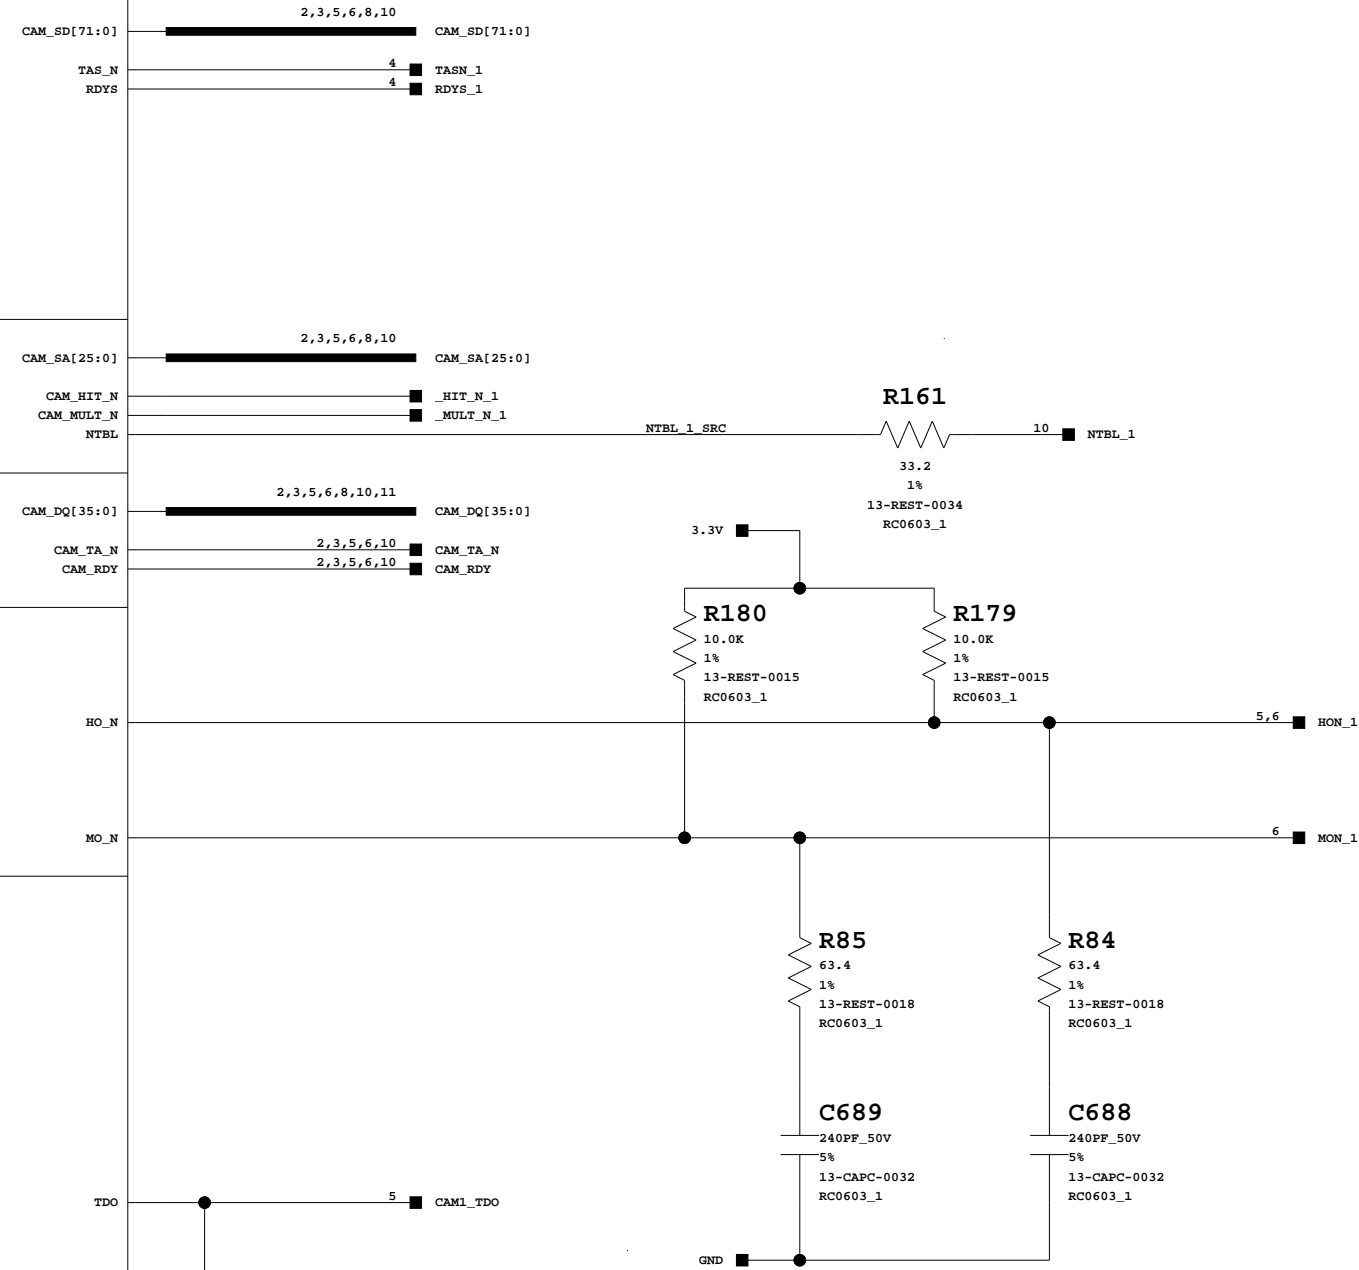 2,3,5,6,8,10
CAM_SD[71:0] CAM_SD[71:0]
TAS_N 4 TASN_1
RDYS 4 RDYS_1
2,3,5,6,8,10
CAM_SA[25:0] CAM_SA[25:0]
CAM_HIT_N _HIT_N_1
CAM_MULT_N _MULT_N_1
NTBL NTBL_1_SRC 10 NTBL_1
R161
33.2
1%
13-REST-0034
RC0603_1
2,3,5,6,8,10,11
CAM_DQ[35:0] CAM_DQ[35:0]
CAM_TA_N 2,3,5,6,10 CAM_TA_N
CAM_RDY 2,3,5,6,10 CAM_RDY
3.3V
R180
10.0K
1%
13-REST-0015
RC0603_1
R179
10.0K
1%
13-REST-0015
RC0603_1
HO_N 5,6 HON_1
MO_N 6 MON_1
R85
63.4
1%
13-REST-0018
RC0603_1
R84
63.4
1%
13-REST-0018
RC0603_1
C689
240PF_50V
5%
13-CAPC-0032
RC0603_1
C688
240PF_50V
5%
13-CAPC-0032
RC0603_1
TDO 5 CAM1_TDO
GND